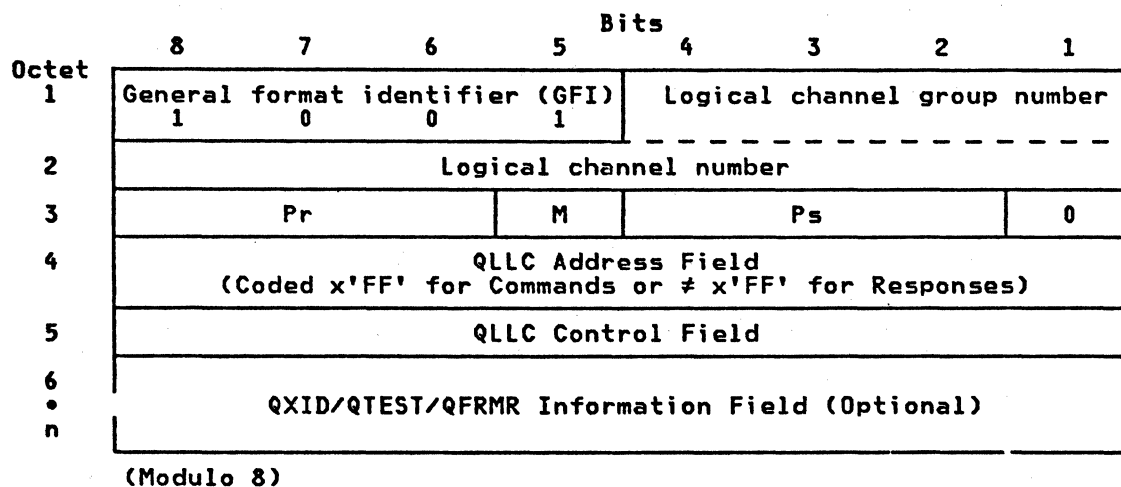 Bits
8 7 6 5 4 3 2 1
Octet
1 General format identifier (GFI) Logical channel group number
1 0 0 1
2 Logical channel number
3 Pr M Ps 0
4 QLLC Address Field
(Coded x'FF' for Commands or ≠ x'FF' for Responses)
5 QLLC Control Field
6
• QXID/QTEST/QFRMR Information Field (Optional)
n
(Modulo 8)